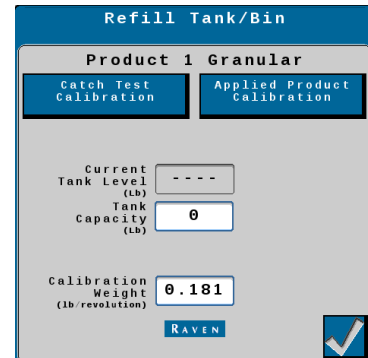 Refill Tank/Bin
Product 1 Granular
Catch Test
Calibration
Applied Product
Calibration
Current
Tank Level
(Lb)
----
Tank
Capacity
(Lb)
0
Calibration
Weight
(lb/revolution)
0.181
RAVEN